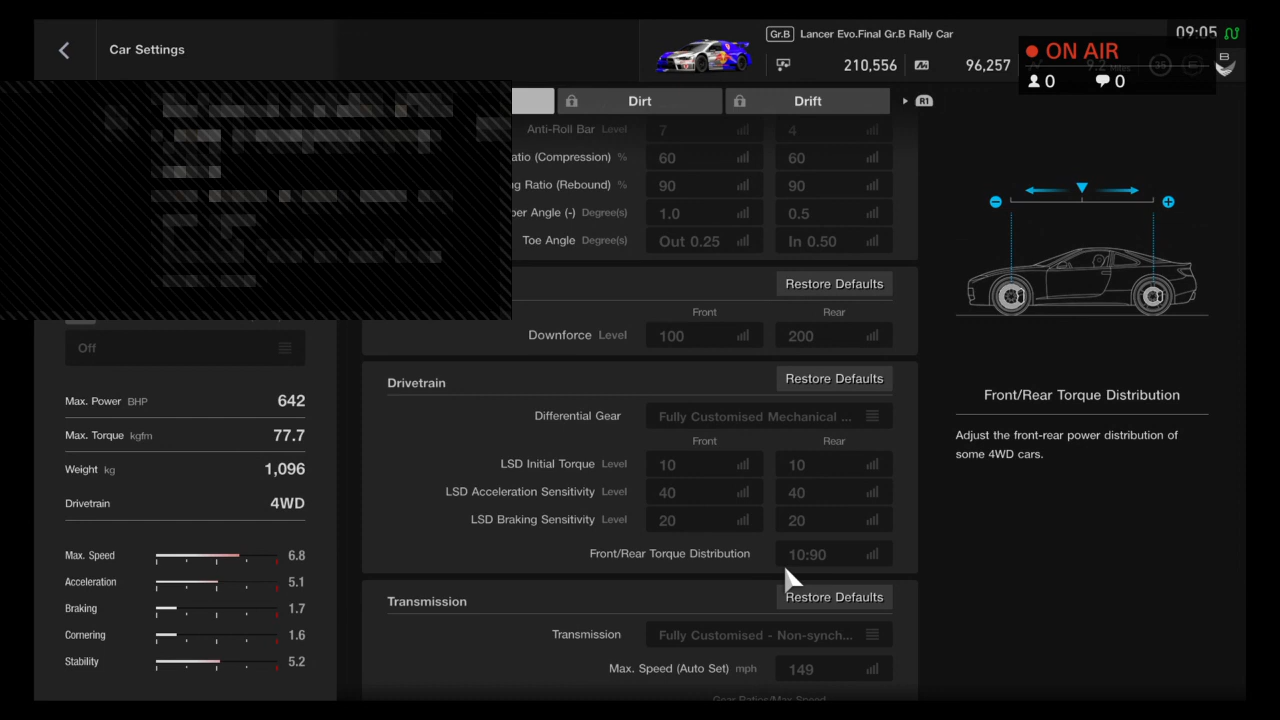 Car Settings
Gr.B Lancer Evo.Final Gr.B Rally Car
210,556 96,257
09:05
ON AIR
0 0
B
Dirt
Drift
R1
Anti-Roll Bar Level 7 4
(Compression) % 60 60
Ratio (Rebound) % 90 90
Angle (-) Degree(s) 1.0 0.5
Toe Angle Degree(s) Out 0.25 In 0.50
Restore Defaults
Front Rear
Downforce Level 100 200
Drivetrain Restore Defaults
Differential Gear Fully Customised Mechanical ...
Front Rear
LSD Initial Torque Level 10 10
LSD Acceleration Sensitivity Level 40 40
LSD Braking Sensitivity Level 20 20
Front/Rear Torque Distribution 10:90
Transmission Restore Defaults
Transmission Fully Customised - Non-synch...
Max. Speed (Auto Set) mph 149
Gear Ratios/Max Speed
Off
Max. Power BHP 642
Max. Torque kgfm 77.7
Weight kg 1,096
Drivetrain 4WD
Max. Speed 6.8
Acceleration 5.1
Braking 1.7
Cornering 1.6
Stability 5.2
Front/Rear Torque Distribution
Adjust the front-rear power distribution of
some 4WD cars.